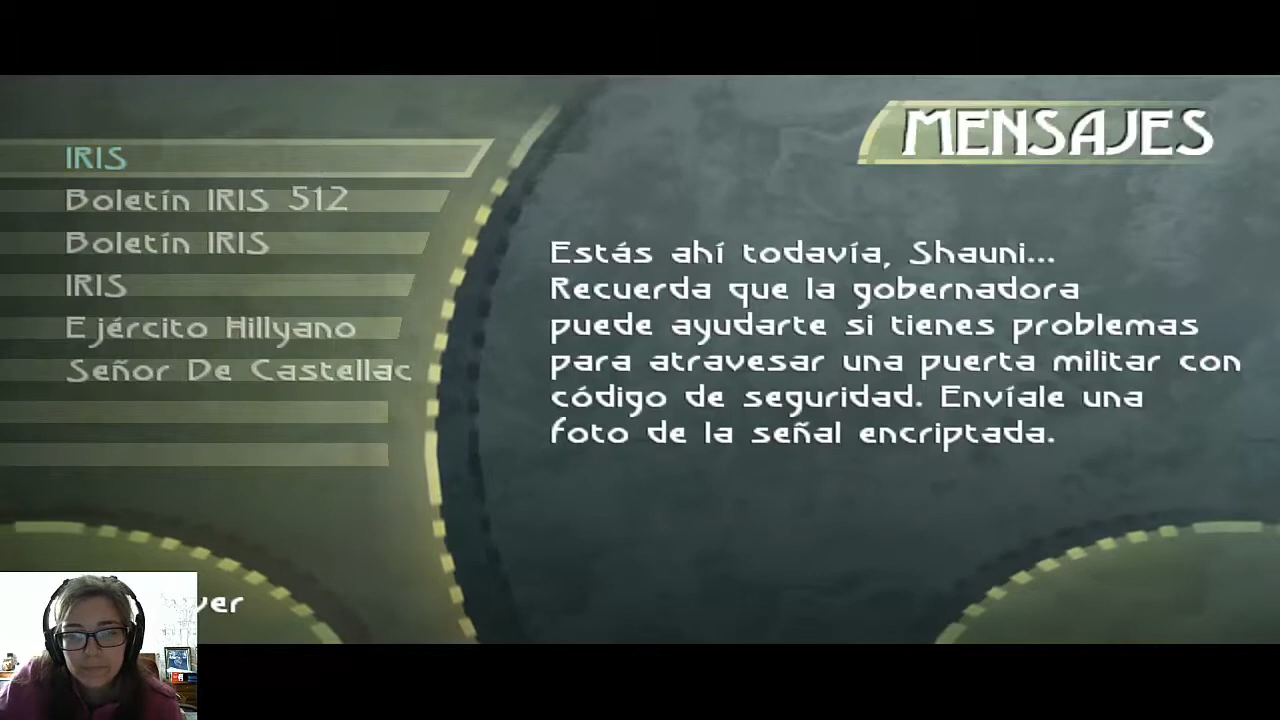 MENSAJES
IRIS
Boletín IRIS 512
Boletín IRIS
IRIS
Ejército Hillyano
Señor De Castellac
Estás ahí todavía, Shauni...
Recuerda que la gobernadora
puede ayudarte si tienes problemas
para atravesar una puerta militar con
código de seguridad. Envíale una
foto de la señal encriptada.